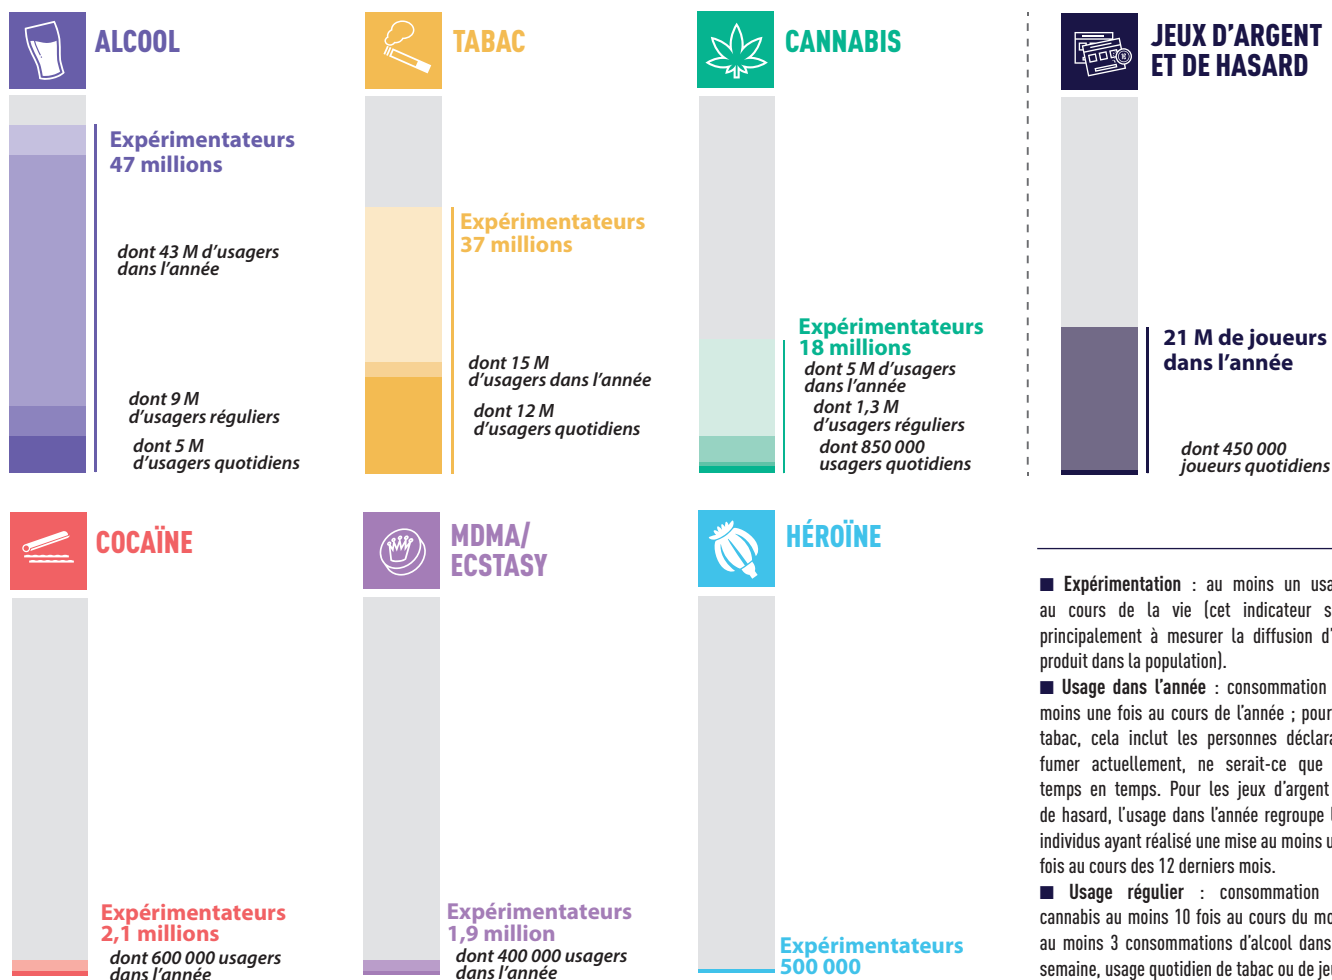 ALCOOL
Expérimentateurs
47 millions
dont 43 M d'usagers
dans l'année
dont 9 M
d'usagers réguliers
dont 5 M
d'usagers quotidiens
TABAC
Expérimentateurs
37 millions
dont 15 M
d'usagers dans l'année
dont 12 M
d'usagers quotidiens
CANNABIS
Expérimentateurs
18 millions
dont 5 M d'usagers
dans l'année
dont 1,3 M
d'usagers réguliers
dont 850 000
usagers quotidiens
JEUX D'ARGENT
ET DE HASARD
21 M de joueurs
dans l'année
dont 450 000
joueurs quotidiens
COCAÏNE
Expérimentateurs
2,1 millions
dont 600 000 usagers
dans l'année
MDMA/
ECSTASY
Expérimentateurs
1,9 million
dont 400 000 usagers
dans l'année
HÉROÏNE
Expérimentateurs
500 000
■ Expérimentation : au moins un
au cours de la vie (cet indicateur
principalement à mesurer la diffusion
produit dans la population).
■ Usage dans l'année : consommation
moins une fois au cours de l'année ; pour
tabac, cela inclut les personnes
fumer actuellement, ne serait-ce que
temps en temps. Pour les jeux d'argent
de hasard, l'usage dans l'année regroupe
individus ayant réalisé une mise au moins
fois au cours des 12 derniers mois.
■ Usage régulier : consommation
cannabis au moins 10 fois au cours du
au moins 3 consommations d'alcool dans
semaine, usage quotidien de tabac ou de